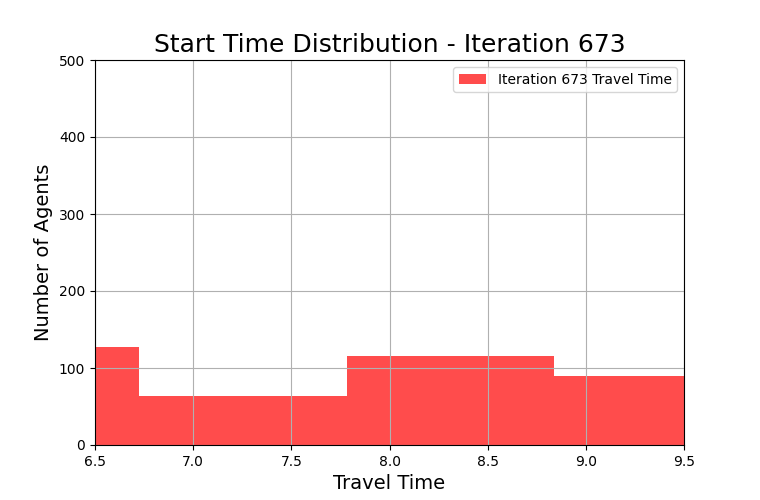 Start Time Distribution - Iteration 673
Iteration 673 Travel Time
Number of Agents
500
400
300
200
100
0
6.5 7.0 7.5 8.0 8.5 9.0 9.5
Travel Time